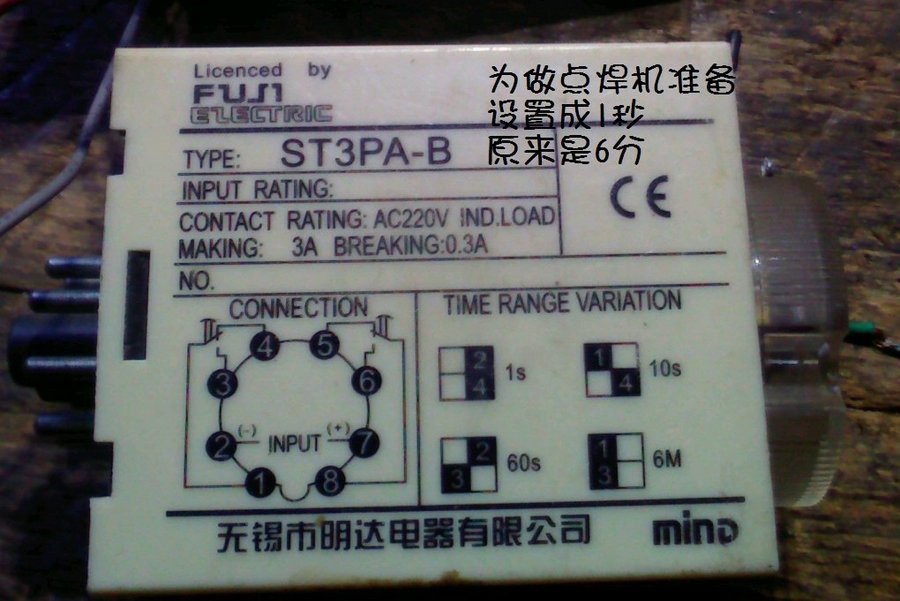 Licenced by
FUJI
ELECTRIC
为做点焊机准备
设置成1秒
原来是6分
TYPE: ST3PA-B
INPUT RATING:
CONTACT RATING: AC220V IND.LOAD
MAKING: 3A BREAKING:0.3A
CE
NO.
CONNECTION
4 5
3 6
2 (-) INPUT (+) 7
1 8
TIME RANGE VARIATION
2
4
1s
1
4
10s
2
3
60s
1
3
6M
无锡市明达电器有限公司
mind